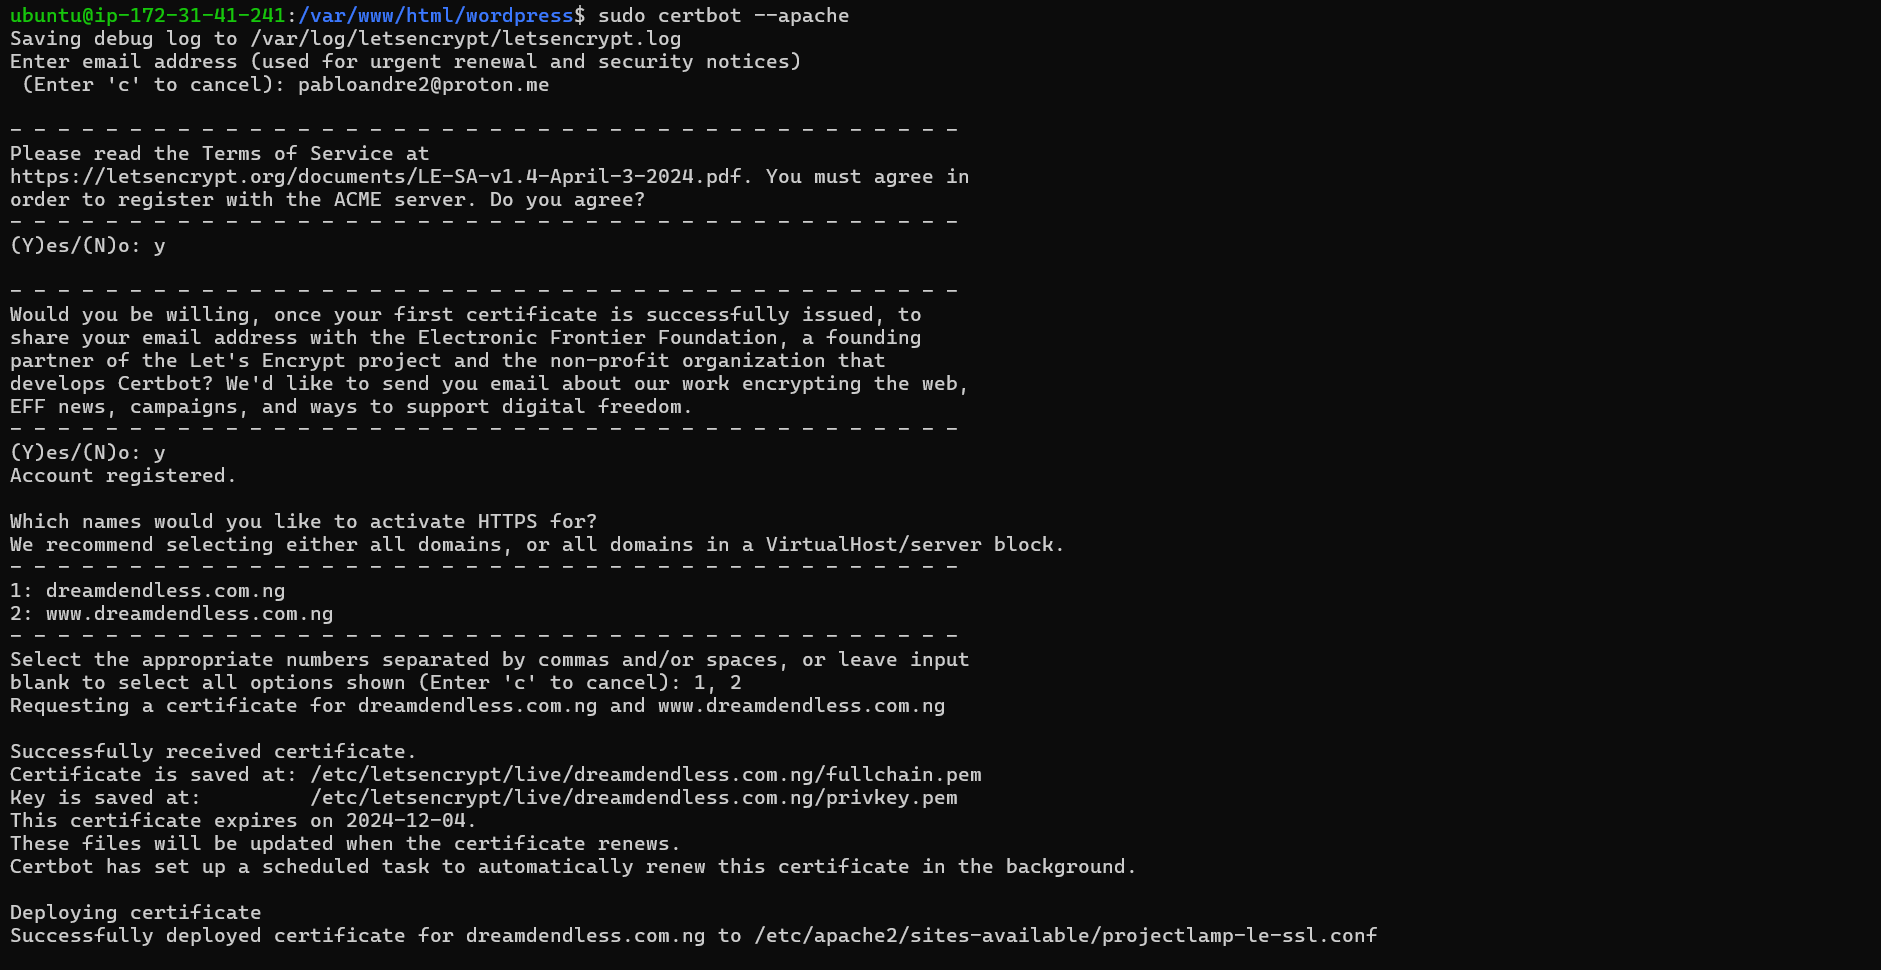 ubuntu@ip-172-31-41-241:/var/www/html/wordpress$ sudo certbot --apache
Saving debug log to /var/log/letsencrypt/letsencrypt.log
Enter email address (used for urgent renewal and security notices)
 (Enter 'c' to cancel): pabloandre2@proton.me

- - - - - - - - - - - - - - - - - - - - - - - - - - - - - - - - - - - - - - - -
Please read the Terms of Service at
https://letsencrypt.org/documents/LE-SA-v1.4-April-3-2024.pdf. You must agree in
order to register with the ACME server. Do you agree?
- - - - - - - - - - - - - - - - - - - - - - - - - - - - - - - - - - - - - - - -
(Y)es/(N)o: y

- - - - - - - - - - - - - - - - - - - - - - - - - - - - - - - - - - - - - - - -
Would you be willing, once your first certificate is successfully issued, to
share your email address with the Electronic Frontier Foundation, a founding
partner of the Let's Encrypt project and the non-profit organization that
develops Certbot? We'd like to send you email about our work encrypting the web,
EFF news, campaigns, and ways to support digital freedom.
- - - - - - - - - - - - - - - - - - - - - - - - - - - - - - - - - - - - - - - -
(Y)es/(N)o: y
Account registered.

Which names would you like to activate HTTPS for?
We recommend selecting either all domains, or all domains in a VirtualHost/server block.
- - - - - - - - - - - - - - - - - - - - - - - - - - - - - - - - - - - - - - - -
1: dreamdendless.com.ng
2: www.dreamdendless.com.ng
- - - - - - - - - - - - - - - - - - - - - - - - - - - - - - - - - - - - - - - -
Select the appropriate numbers separated by commas and/or spaces, or leave input
blank to select all options shown (Enter 'c' to cancel): 1, 2
Requesting a certificate for dreamdendless.com.ng and www.dreamdendless.com.ng

Successfully received certificate.
Certificate is saved at: /etc/letsencrypt/live/dreamdendless.com.ng/fullchain.pem
Key is saved at:         /etc/letsencrypt/live/dreamdendless.com.ng/privkey.pem
This certificate expires on 2024-12-04.
These files will be updated when the certificate renews.
Certbot has set up a scheduled task to automatically renew this certificate in the background.

Deploying certificate
Successfully deployed certificate for dreamdendless.com.ng to /etc/apache2/sites-available/projectlamp-le-ssl.conf